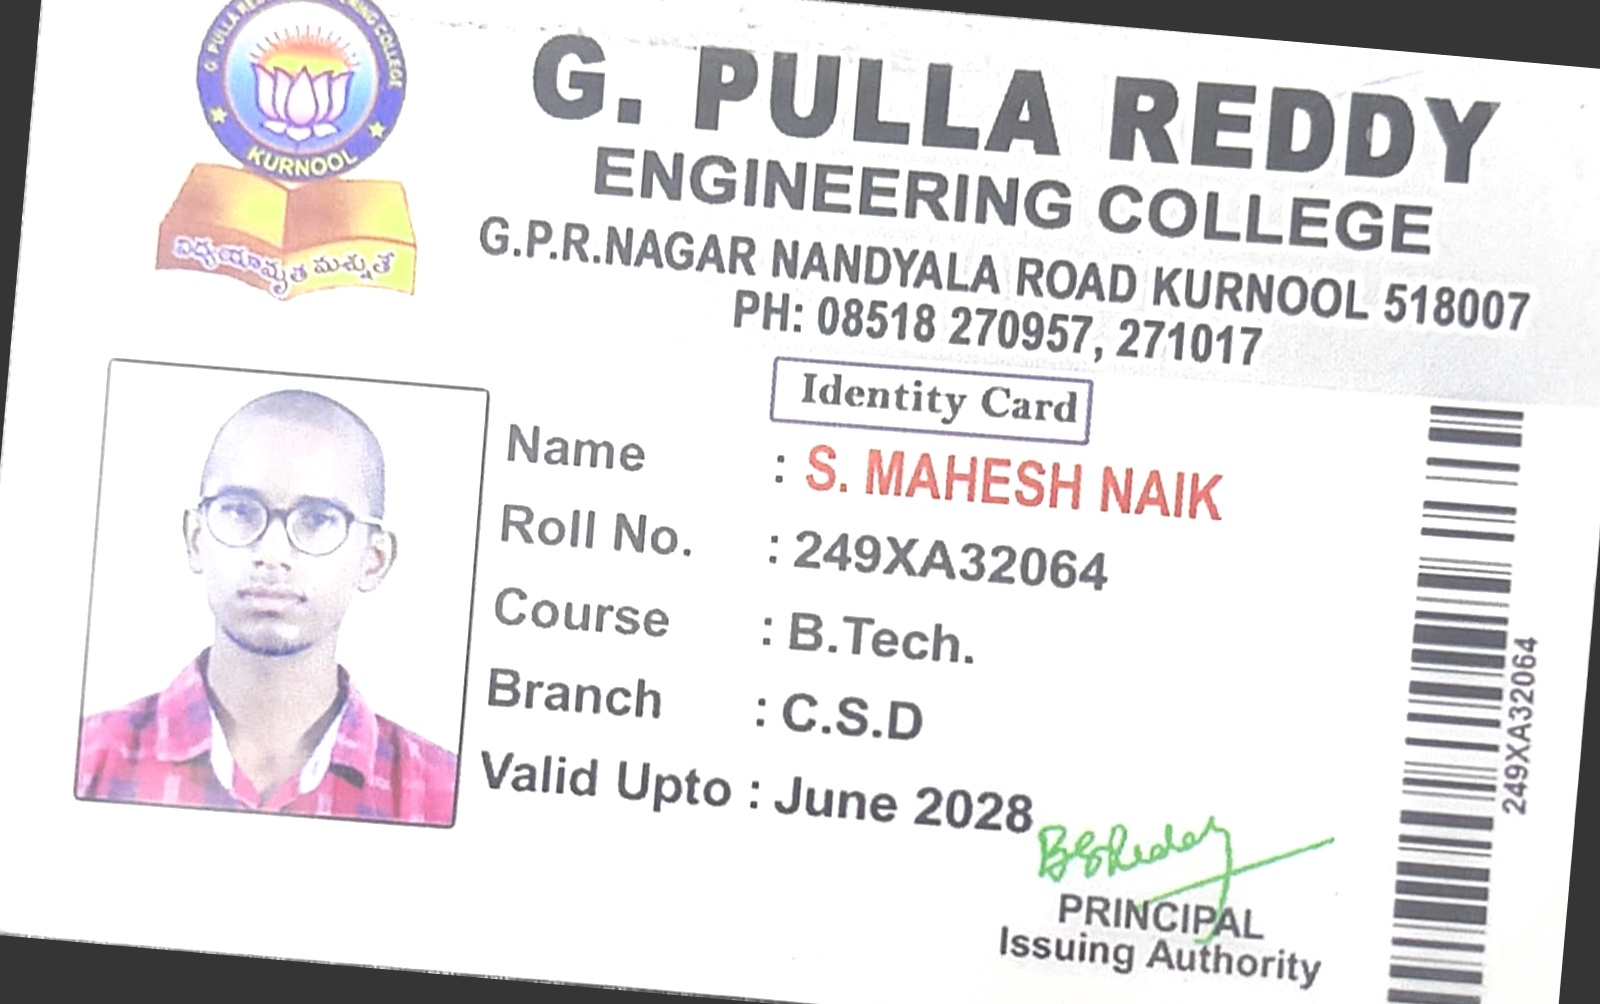 G. PULLA REDDY ENGINEERING COLLEGE
KURNOOL
విద్యయామృత మశ్నుతే
G. PULLA REDDY
ENGINEERING COLLEGE
G.P.R.NAGAR NANDYALA ROAD KURNOOL 518007
PH: 08518 270957, 271017
Identity Card
Name : S. MAHESH NAIK
Roll No. : 249XA32064
Course : B.Tech.
Branch : C.S.D
Valid Upto : June 2028
PRINCIPAL
Issuing Authority
249XA32064